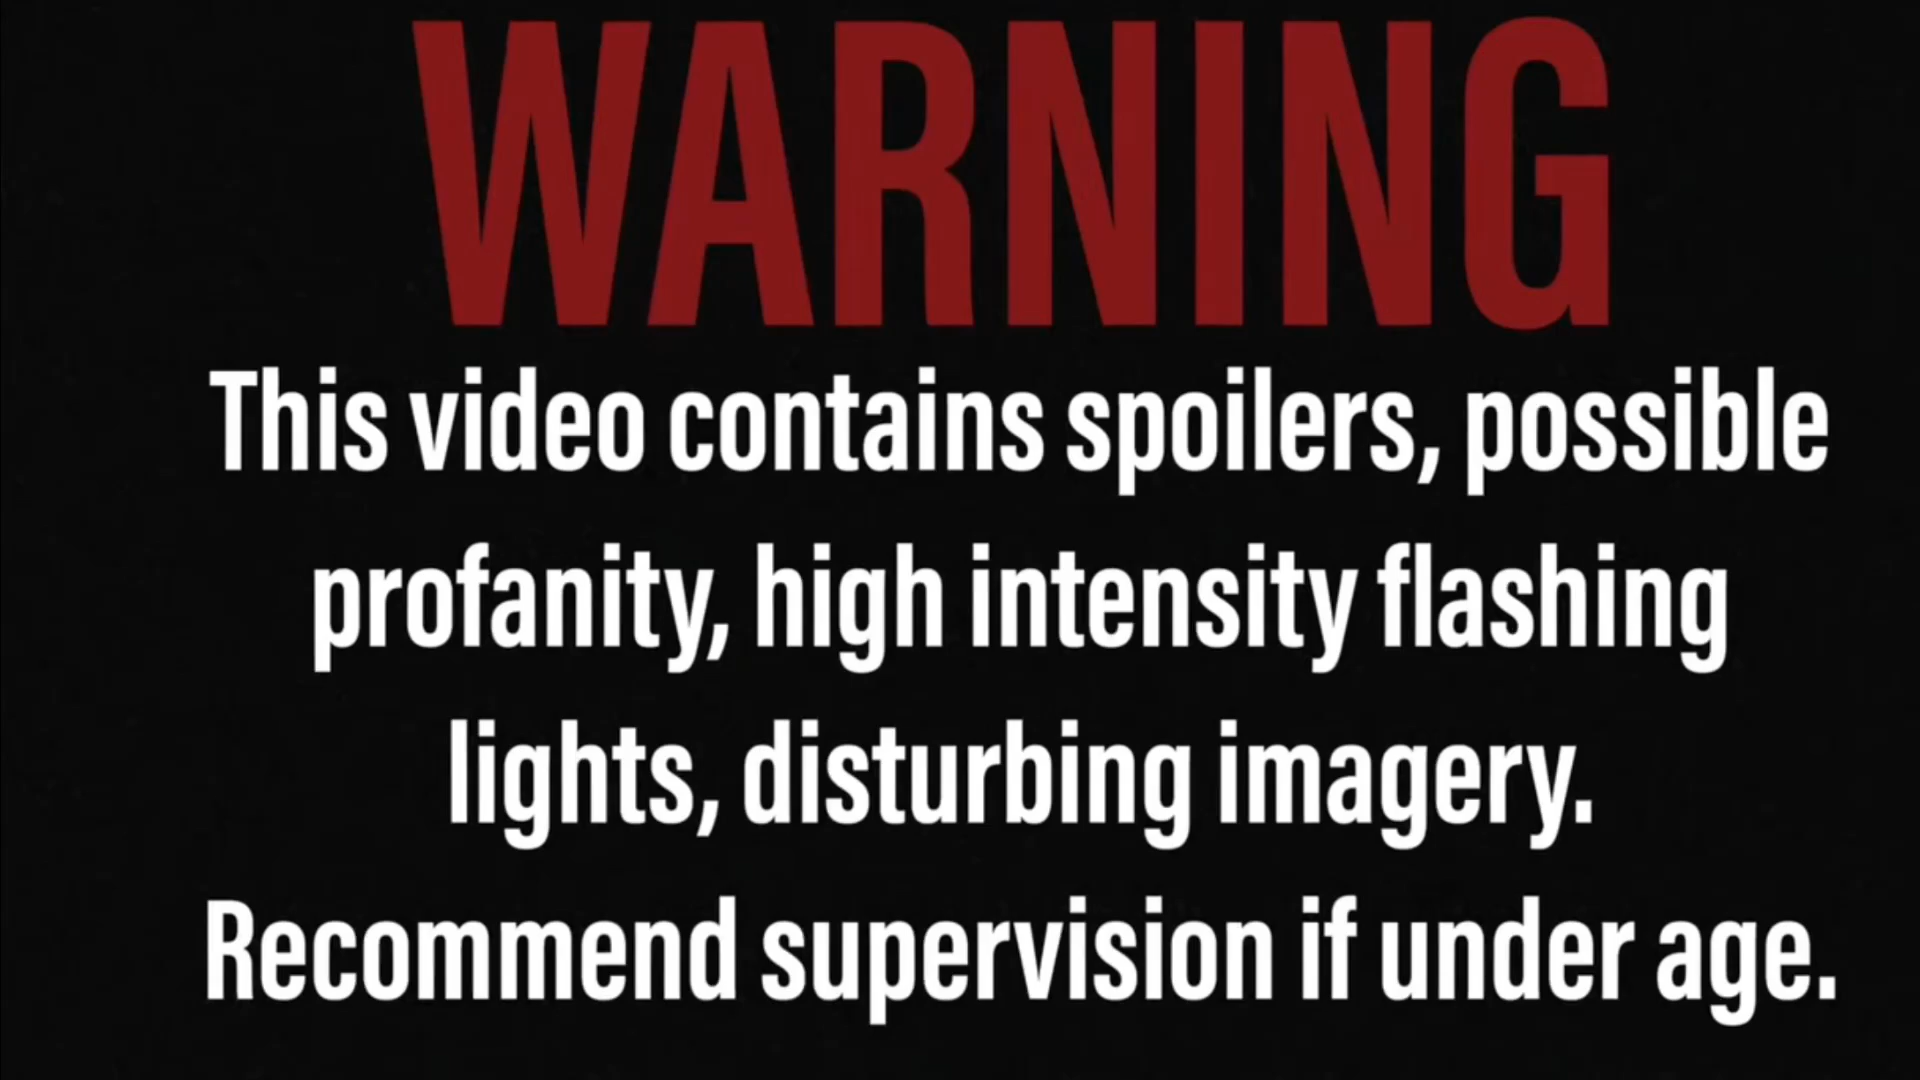 WARNING
This video contains spoilers, possible
profanity, high intensity flashing
lights, disturbing imagery.
Recommend supervision if under age.